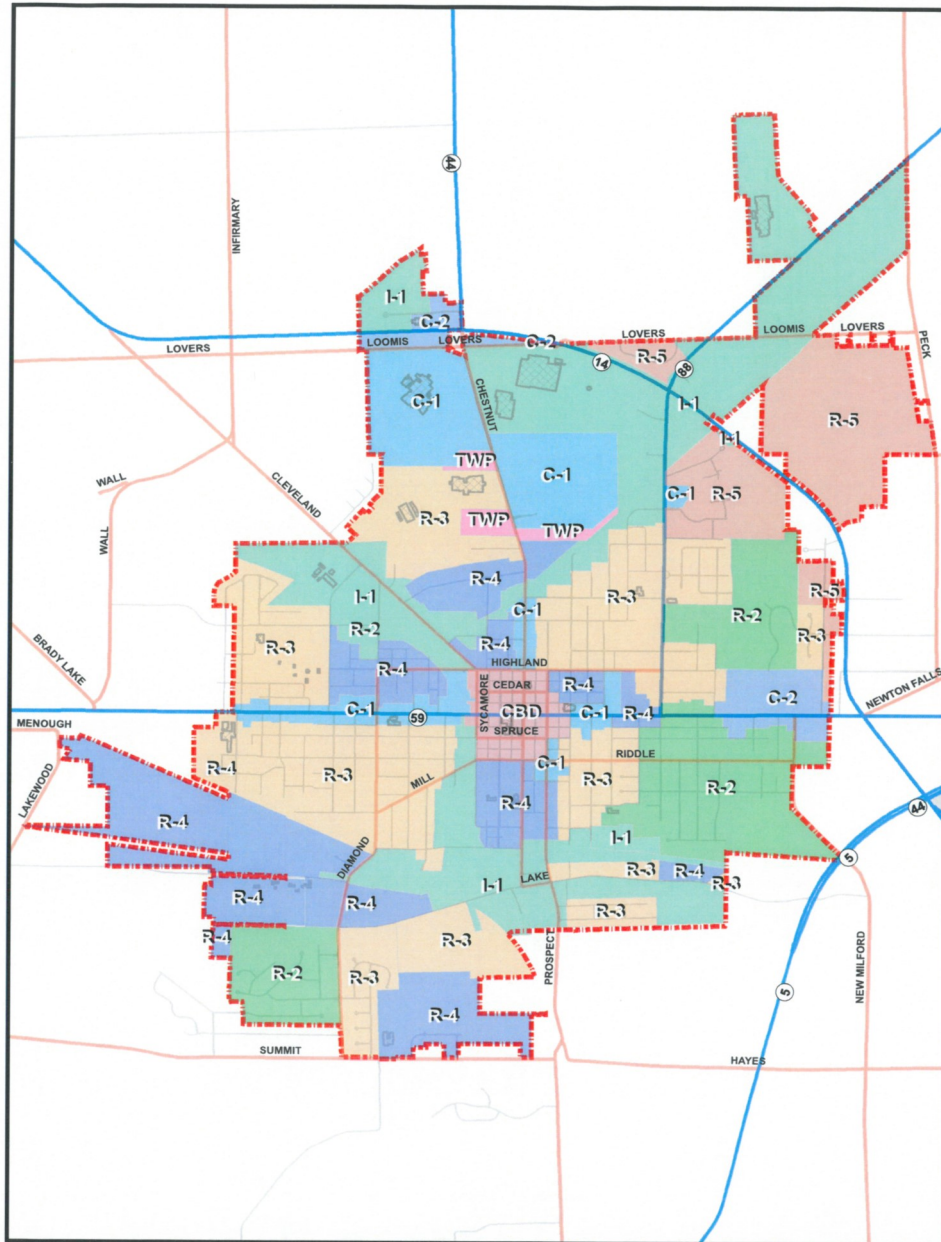 44
INFIRMARY
I-1
C-2
LOVERS
LOOMIS
LOVERS
C-2
LOVERS
LOOMIS
LOVERS
PECK
R-5
14
88
C-1
CHESTNUT
I-1
R-5
I-1
TWP
C-1
WALL
CLEVELAND
R-3
C-1
R-5
TWP
TWP
WALL
R-4
R-3
R-5
I-1
C-1
R-2
R-2
R-3
R-4
R-3
BRADY LAKE
R-4
HIGHLAND
SYCAMORE
CEDAR
R-4
NEWTON FALLS
C-2
C-1
59
CBD
C-1
R-4
MENOUGH
SPRUCE
LAKEWOOD
R-4
R-3
MILL
C-1
R-3
RIDDLE
R-2
R-4
R-4
44
I-1
DIAMOND
5
LAKE
R-3
R-4
R-3
I-1
R-4
R-4
R-3
R-4
R-3
R-2
R-3
PROSPECT
NEW MILFORD
5
R-4
SUMMIT
HAYES